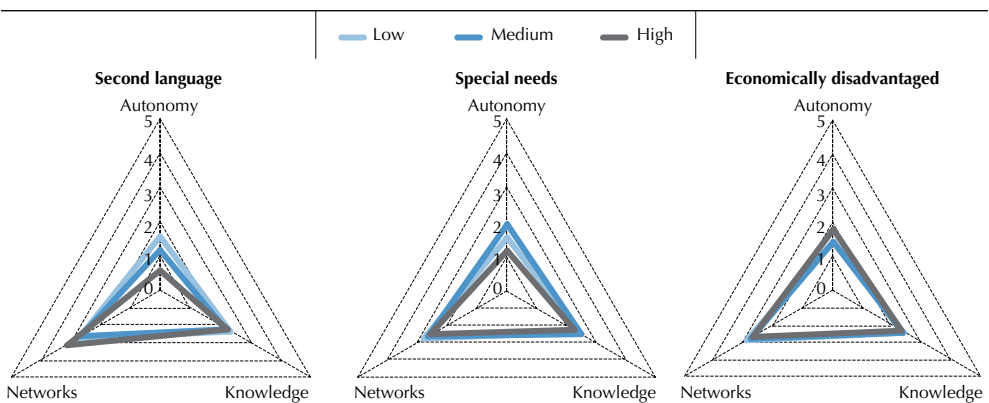 Low Medium High
Second language
Autonomy
5
4
3
2
1
0
Networks Knowledge
Special needs
Autonomy
5
4
3
2
1
0
Networks Knowledge
Economically disadvantaged
Autonomy
5
4
3
2
1
0
Networks Knowledge